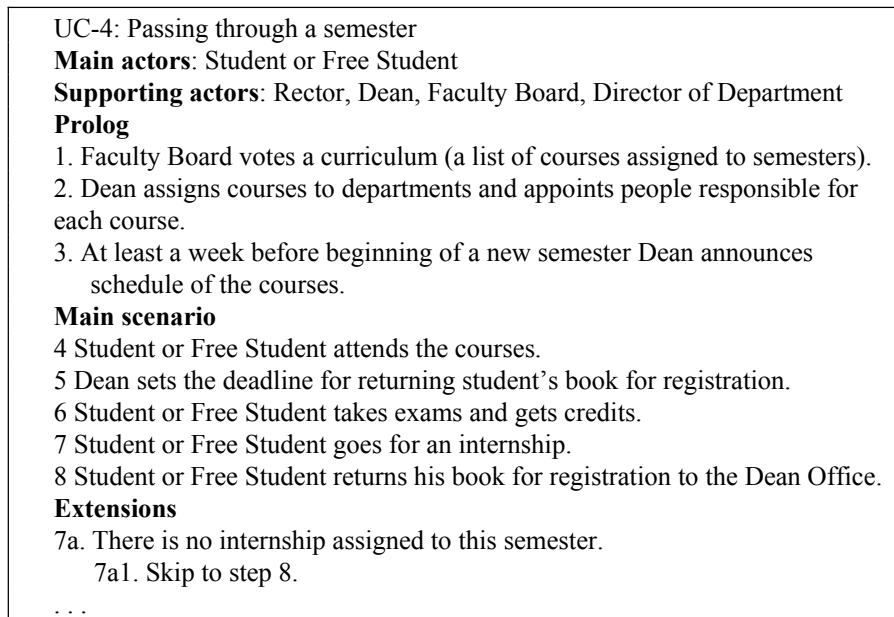 UC-4: Passing through a semester
Main actors: Student or Free Student
Supporting actors: Rector, Dean, Faculty Board, Director of Department
Prolog
1. Faculty Board votes a curriculum (a list of courses assigned to semesters).
2. Dean assigns courses to departments and appoints people responsible for
each course.
3. At least a week before beginning of a new semester Dean announces
schedule of the courses.
Main scenario
4 Student or Free Student attends the courses.
5 Dean sets the deadline for returning student's book for registration.
6 Student or Free Student takes exams and gets credits.
7 Student or Free Student goes for an internship.
8 Student or Free Student returns his book for registration to the Dean Office.
Extensions
7a. There is no internship assigned to this semester.
7a1. Skip to step 8.
. . .